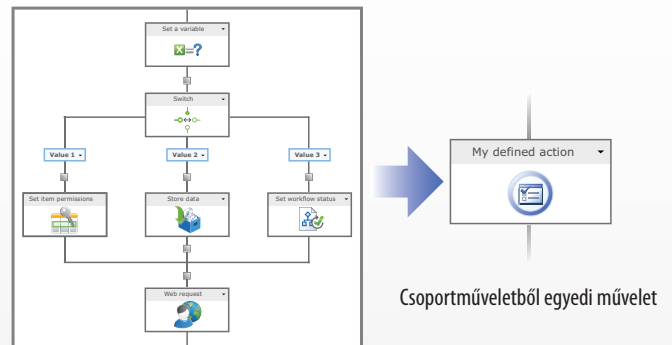 Set a variable
X=?
Switch
Value 1
Value 2
Value 3
Set item permissions
Store data
Set workflow status
Web request
My defined action
Csoportműveletből egyedi művelet